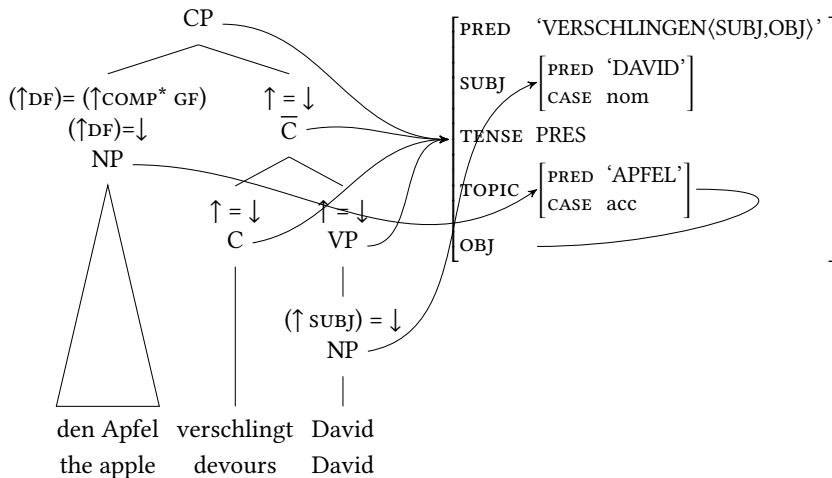 CP
(↑DF)= (↑COMP* GF)
(↑DF)=↓
NP
↑ = ↓
C̅
↑ = ↓
C
↑ = ↓
VP
(↑ SUBJ) = ↓
NP
den Apfel verschlingt David
the apple devours David
PRED ‘VERSCHLINGEN⟨SUBJ,OBJ⟩’
SUBJ
PRED ‘DAVID’
CASE nom
TENSE PRES
TOPIC
PRED ‘APFEL’
CASE acc
OBJ